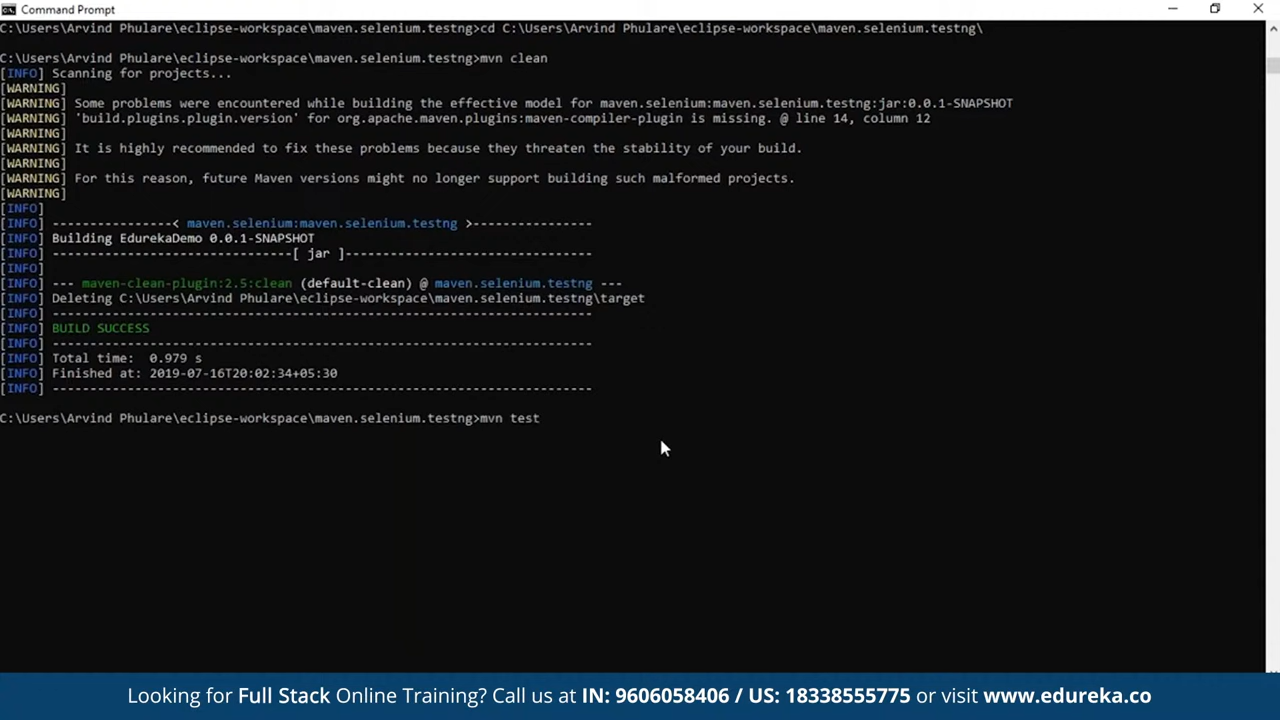 Command Prompt
C:\Users\Arvind Phulare\eclipse-workspace\maven.selenium.testng>cd C:\Users\Arvind Phulare\eclipse-workspace\maven.selenium.testng\
C:\Users\Arvind Phulare\eclipse-workspace\maven.selenium.testng>mvn clean
[INFO] Scanning for projects...
[WARNING]
[WARNING] Some problems were encountered while building the effective model for maven.selenium:maven.selenium.testng:jar:0.0.1-SNAPSHOT
[WARNING] 'build.plugins.plugin.version' for org.apache.maven.plugins:maven-compiler-plugin is missing. @ line 14, column 12
[WARNING]
[WARNING] It is highly recommended to fix these problems because they threaten the stability of your build.
[WARNING]
[WARNING] For this reason, future Maven versions might no longer support building such malformed projects.
[WARNING]
[INFO]
[INFO] ----------------< maven.selenium:maven.selenium.testng >----------------
[INFO] Building EdurekaDemo 0.0.1-SNAPSHOT
[INFO] --------------------------------[ jar ]---------------------------------
[INFO]
[INFO] --- maven-clean-plugin:2.5:clean (default-clean) @ maven.selenium.testng ---
[INFO] Deleting C:\Users\Arvind Phulare\eclipse-workspace\maven.selenium.testng\target
[INFO] ------------------------------------------------------------------------
[INFO] BUILD SUCCESS
[INFO] ------------------------------------------------------------------------
[INFO] Total time:  0.979 s
[INFO] Finished at: 2019-07-16T20:02:34+05:30
[INFO] ------------------------------------------------------------------------
C:\Users\Arvind Phulare\eclipse-workspace\maven.selenium.testng>mvn test
Looking for Full Stack Online Training? Call us at IN: 9606058406 / US: 18338555775 or visit www.edureka.co